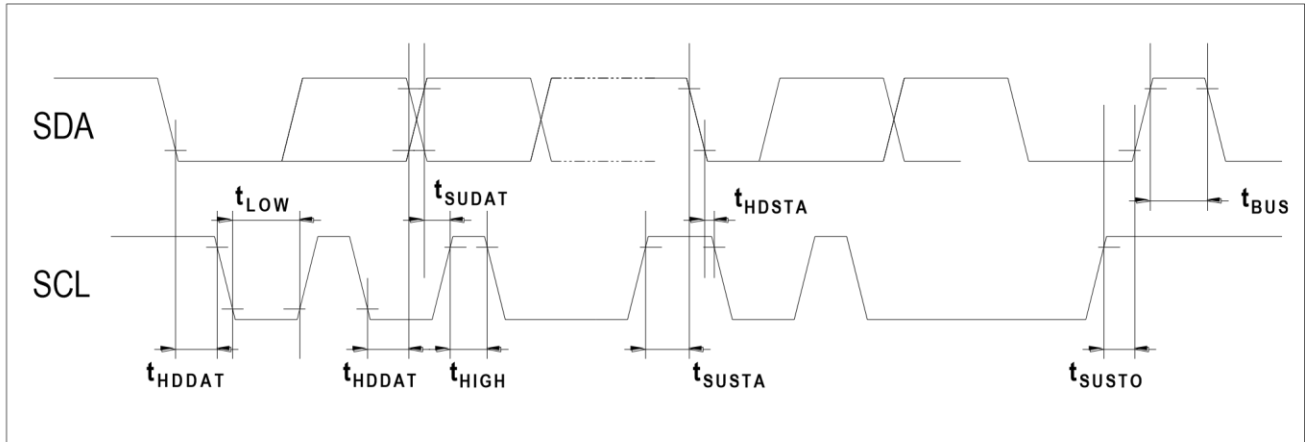 SDA
tSUDAT
tLOW
tHDSTA
tBUS
SCL
tHDDAT
tHDDAT
tHIGH
tSUSTA
tSUSTO